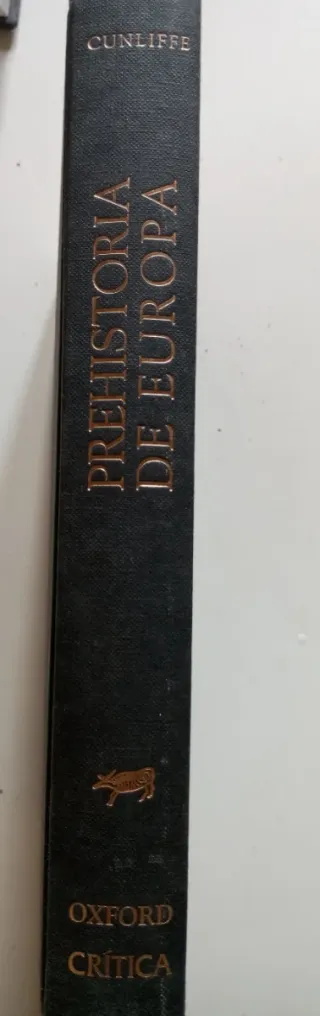 CUNLIFFE
PREHISTORIA
DE EUROPA
OXFORD
CRÍTICA